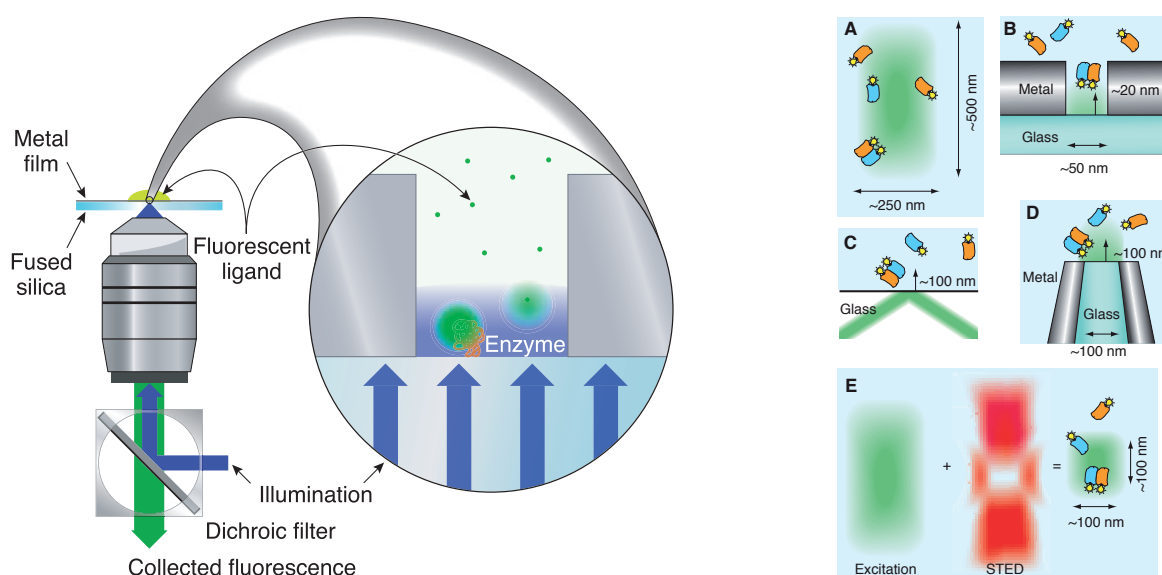 Metal
film
Fused
silica
Fluorescent
ligand
Enzyme
Illumination
Dichroic filter
Collected fluorescence
A
~500 nm
~250 nm
B
Metal
~20 nm
Glass
~50 nm
C
~100 nm
Glass
D
~100 nm
Metal
Glass
~100 nm
E
+
=
~100 nm
~100 nm
Excitation
STED